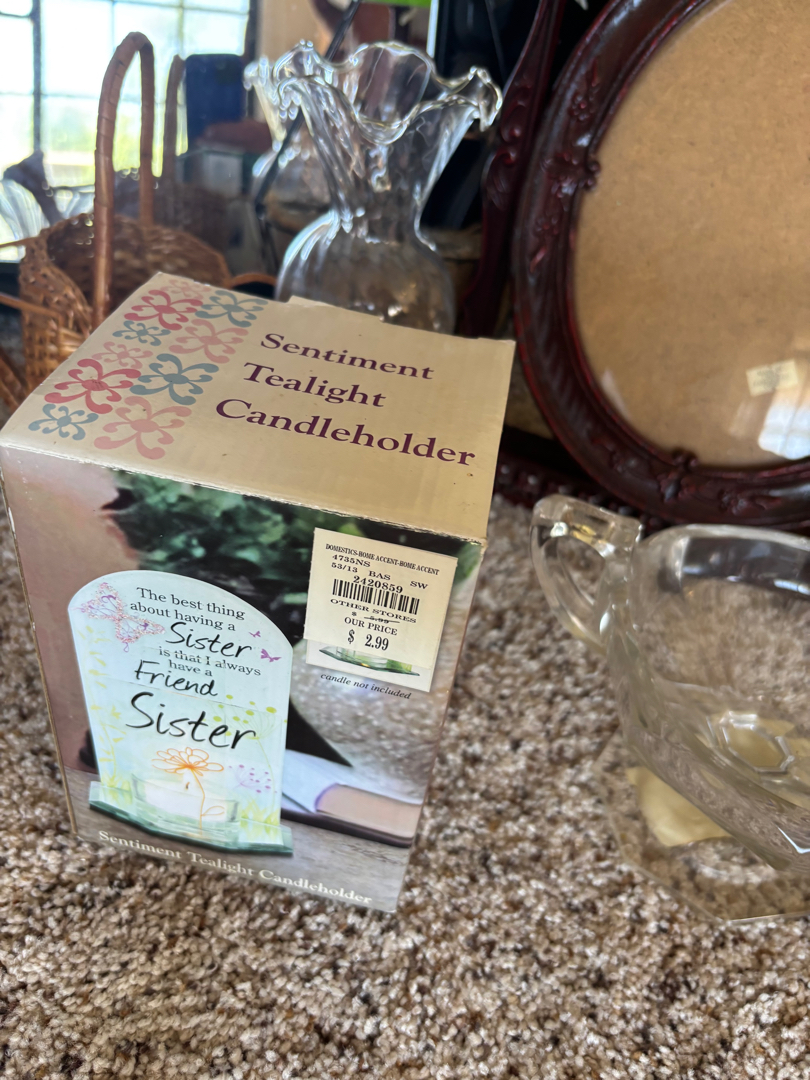 Sentiment
Tealight
Candleholder
DOMESTICS-HOME ACCENT-HOME ACCENT
4735NS
53/13 BAS SW
2420859
OTHER STORES
$ 5.99
OUR PRICE
$ 2.99
candle not included
The best thing
about having a
Sister
is that I always
have a
Friend
Sister
Sentiment Tealight Candleholder